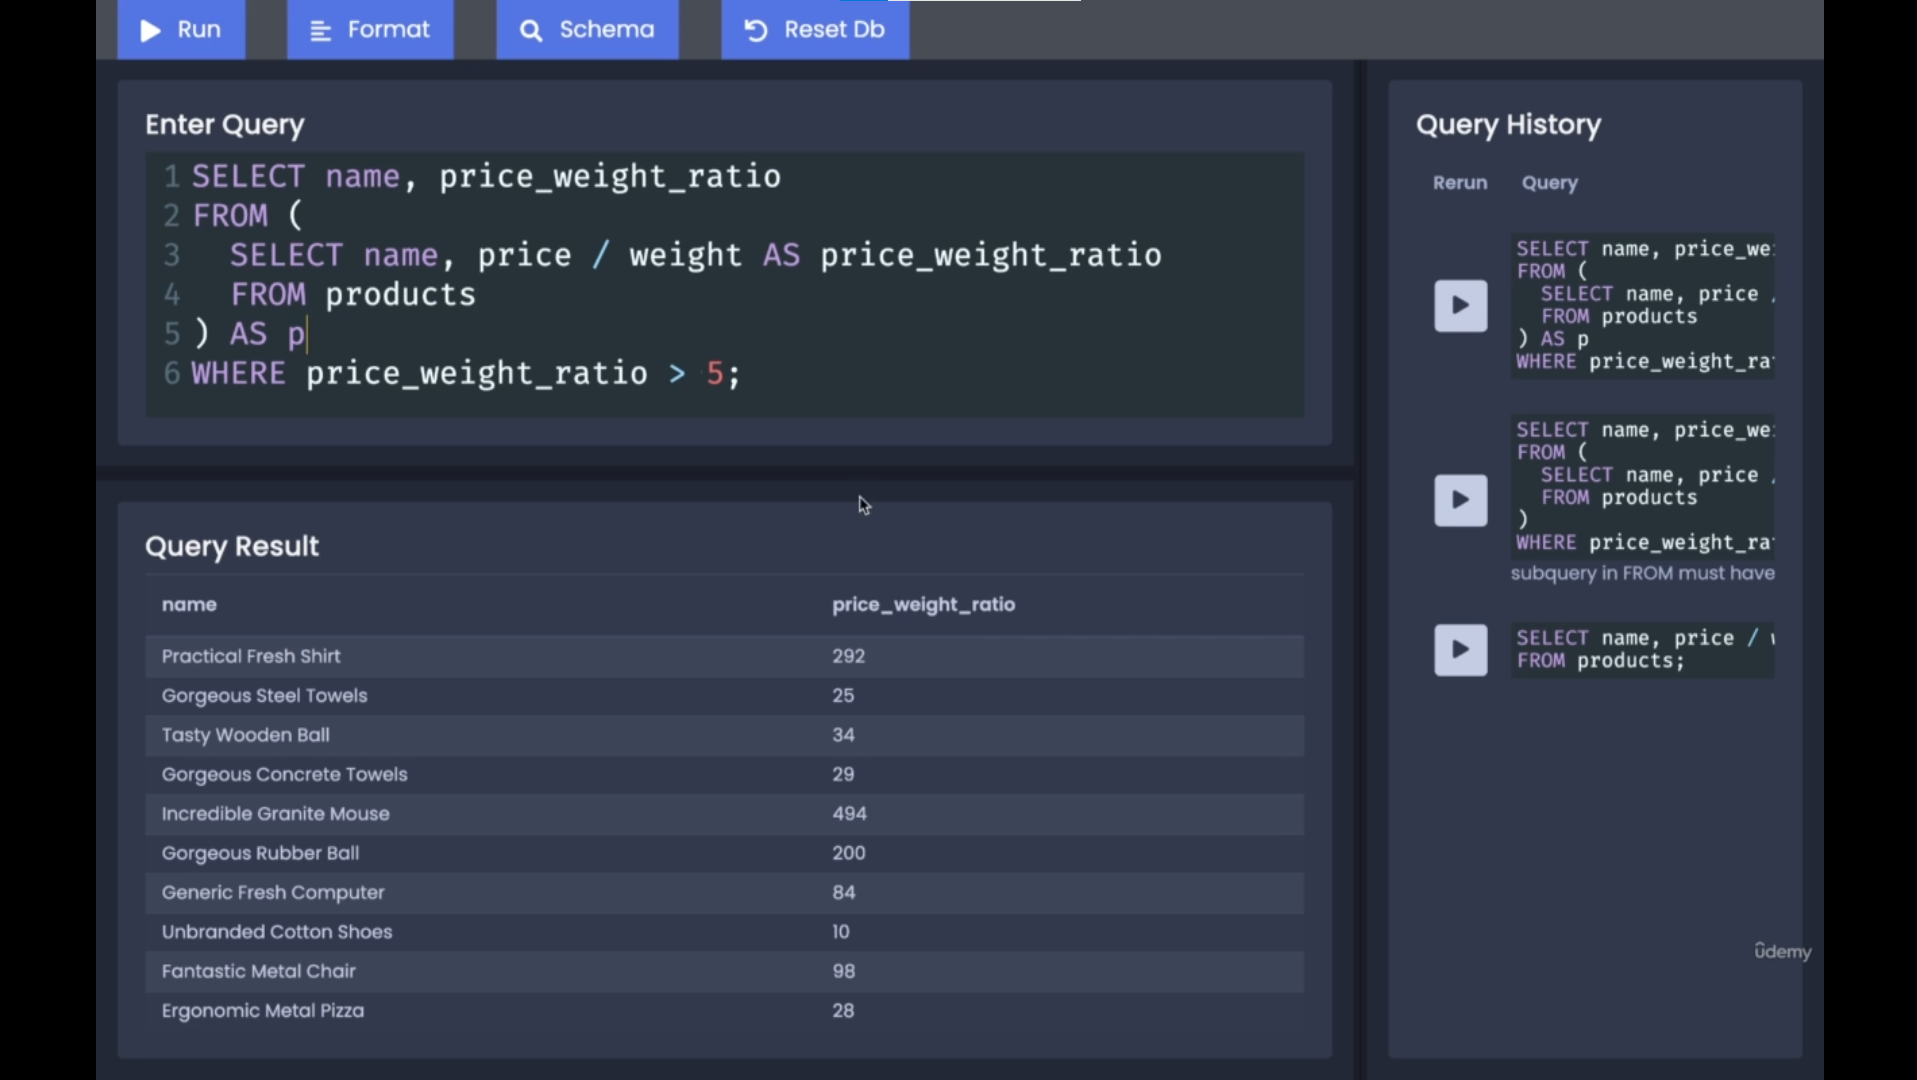 Run
Format
Schema
Reset Db
Enter Query
1 SELECT name, price_weight_ratio
2 FROM (
3   SELECT name, price / weight AS price_weight_ratio
4   FROM products
5 ) AS p
6 WHERE price_weight_ratio > 5;
Query Result
name price_weight_ratio
Practical Fresh Shirt 292
Gorgeous Steel Towels 25
Tasty Wooden Ball 34
Gorgeous Concrete Towels 29
Incredible Granite Mouse 494
Gorgeous Rubber Ball 200
Generic Fresh Computer 84
Unbranded Cotton Shoes 10
Fantastic Metal Chair 98
Ergonomic Metal Pizza 28
Query History
Rerun Query
SELECT name, price_we
FROM (
  SELECT name, price
  FROM products
) AS p
WHERE price_weight_ra
SELECT name, price_we
FROM (
  SELECT name, price
  FROM products
)
WHERE price_weight_ra
subquery in FROM must have
SELECT name, price /
FROM products;
ûdemy